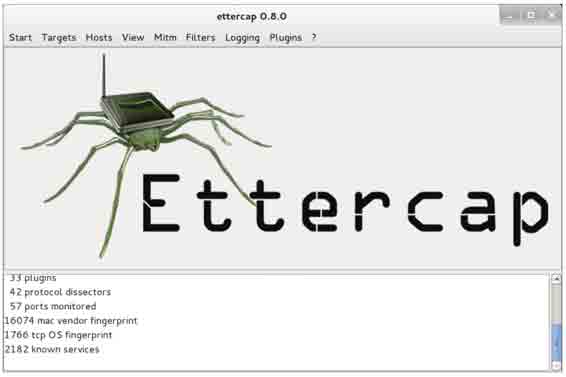 ettercap 0.8.0
Start Targets Hosts View Mitm Filters Logging Plugins ?
Ettercap
33 plugins
42 protocol dissectors
57 ports monitored
16074 mac vendor fingerprint
1766 tcp OS fingerprint
2182 known services